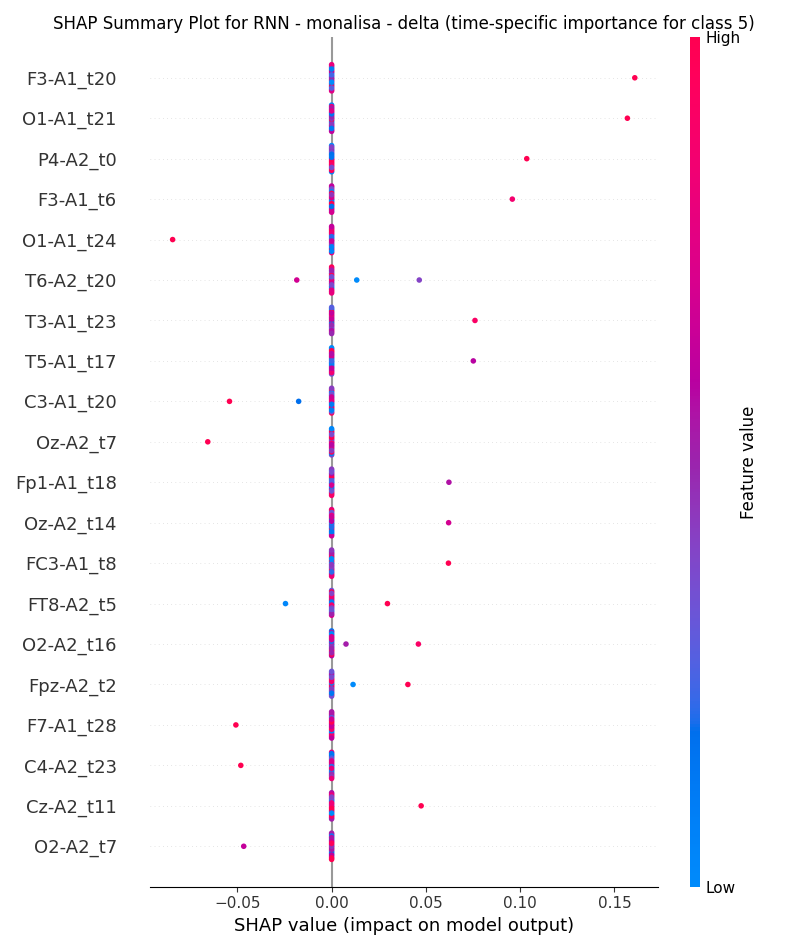 SHAP Summary Plot for RNN - monalisa - delta (time-specific importance for class 5)
High
F3-A1_t20
O1-A1_t21
P4-A2_t0
F3-A1_t6
O1-A1_t24
T6-A2_t20
T3-A1_t23
T5-A1_t17
C3-A1_t20
Oz-A2_t7
Fp1-A1_t18
Oz-A2_t14
FC3-A1_t8
FT8-A2_t5
O2-A2_t16
Fpz-A2_t2
F7-A1_t28
C4-A2_t23
Cz-A2_t11
O2-A2_t7
Feature value
Low
−0.05 0.00 0.05 0.10 0.15
SHAP value (impact on model output)